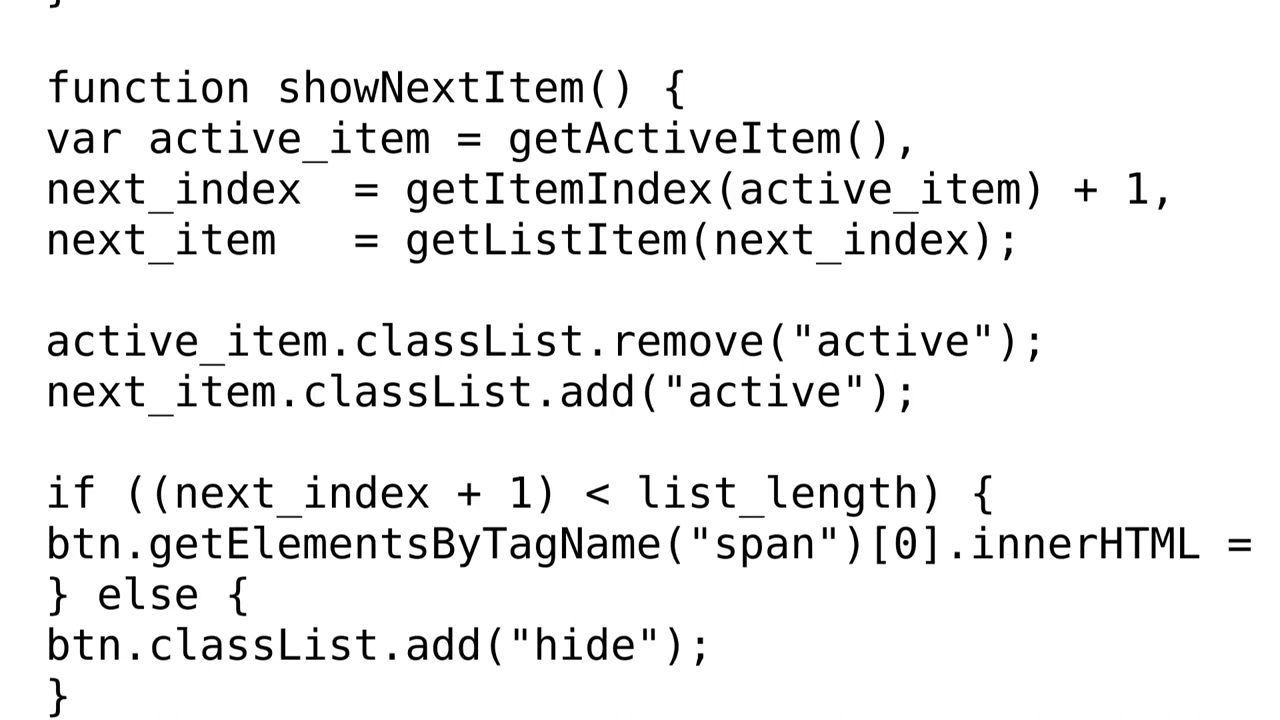 }

function showNextItem() {
var active_item = getActiveItem(),
next_index  = getItemIndex(active_item) + 1,
next_item   = getListItem(next_index);

active_item.classList.remove("active");
next_item.classList.add("active");

if ((next_index + 1) < list_length) {
btn.getElementsByTagName("span")[0].innerHTML =
} else {
btn.classList.add("hide");
}